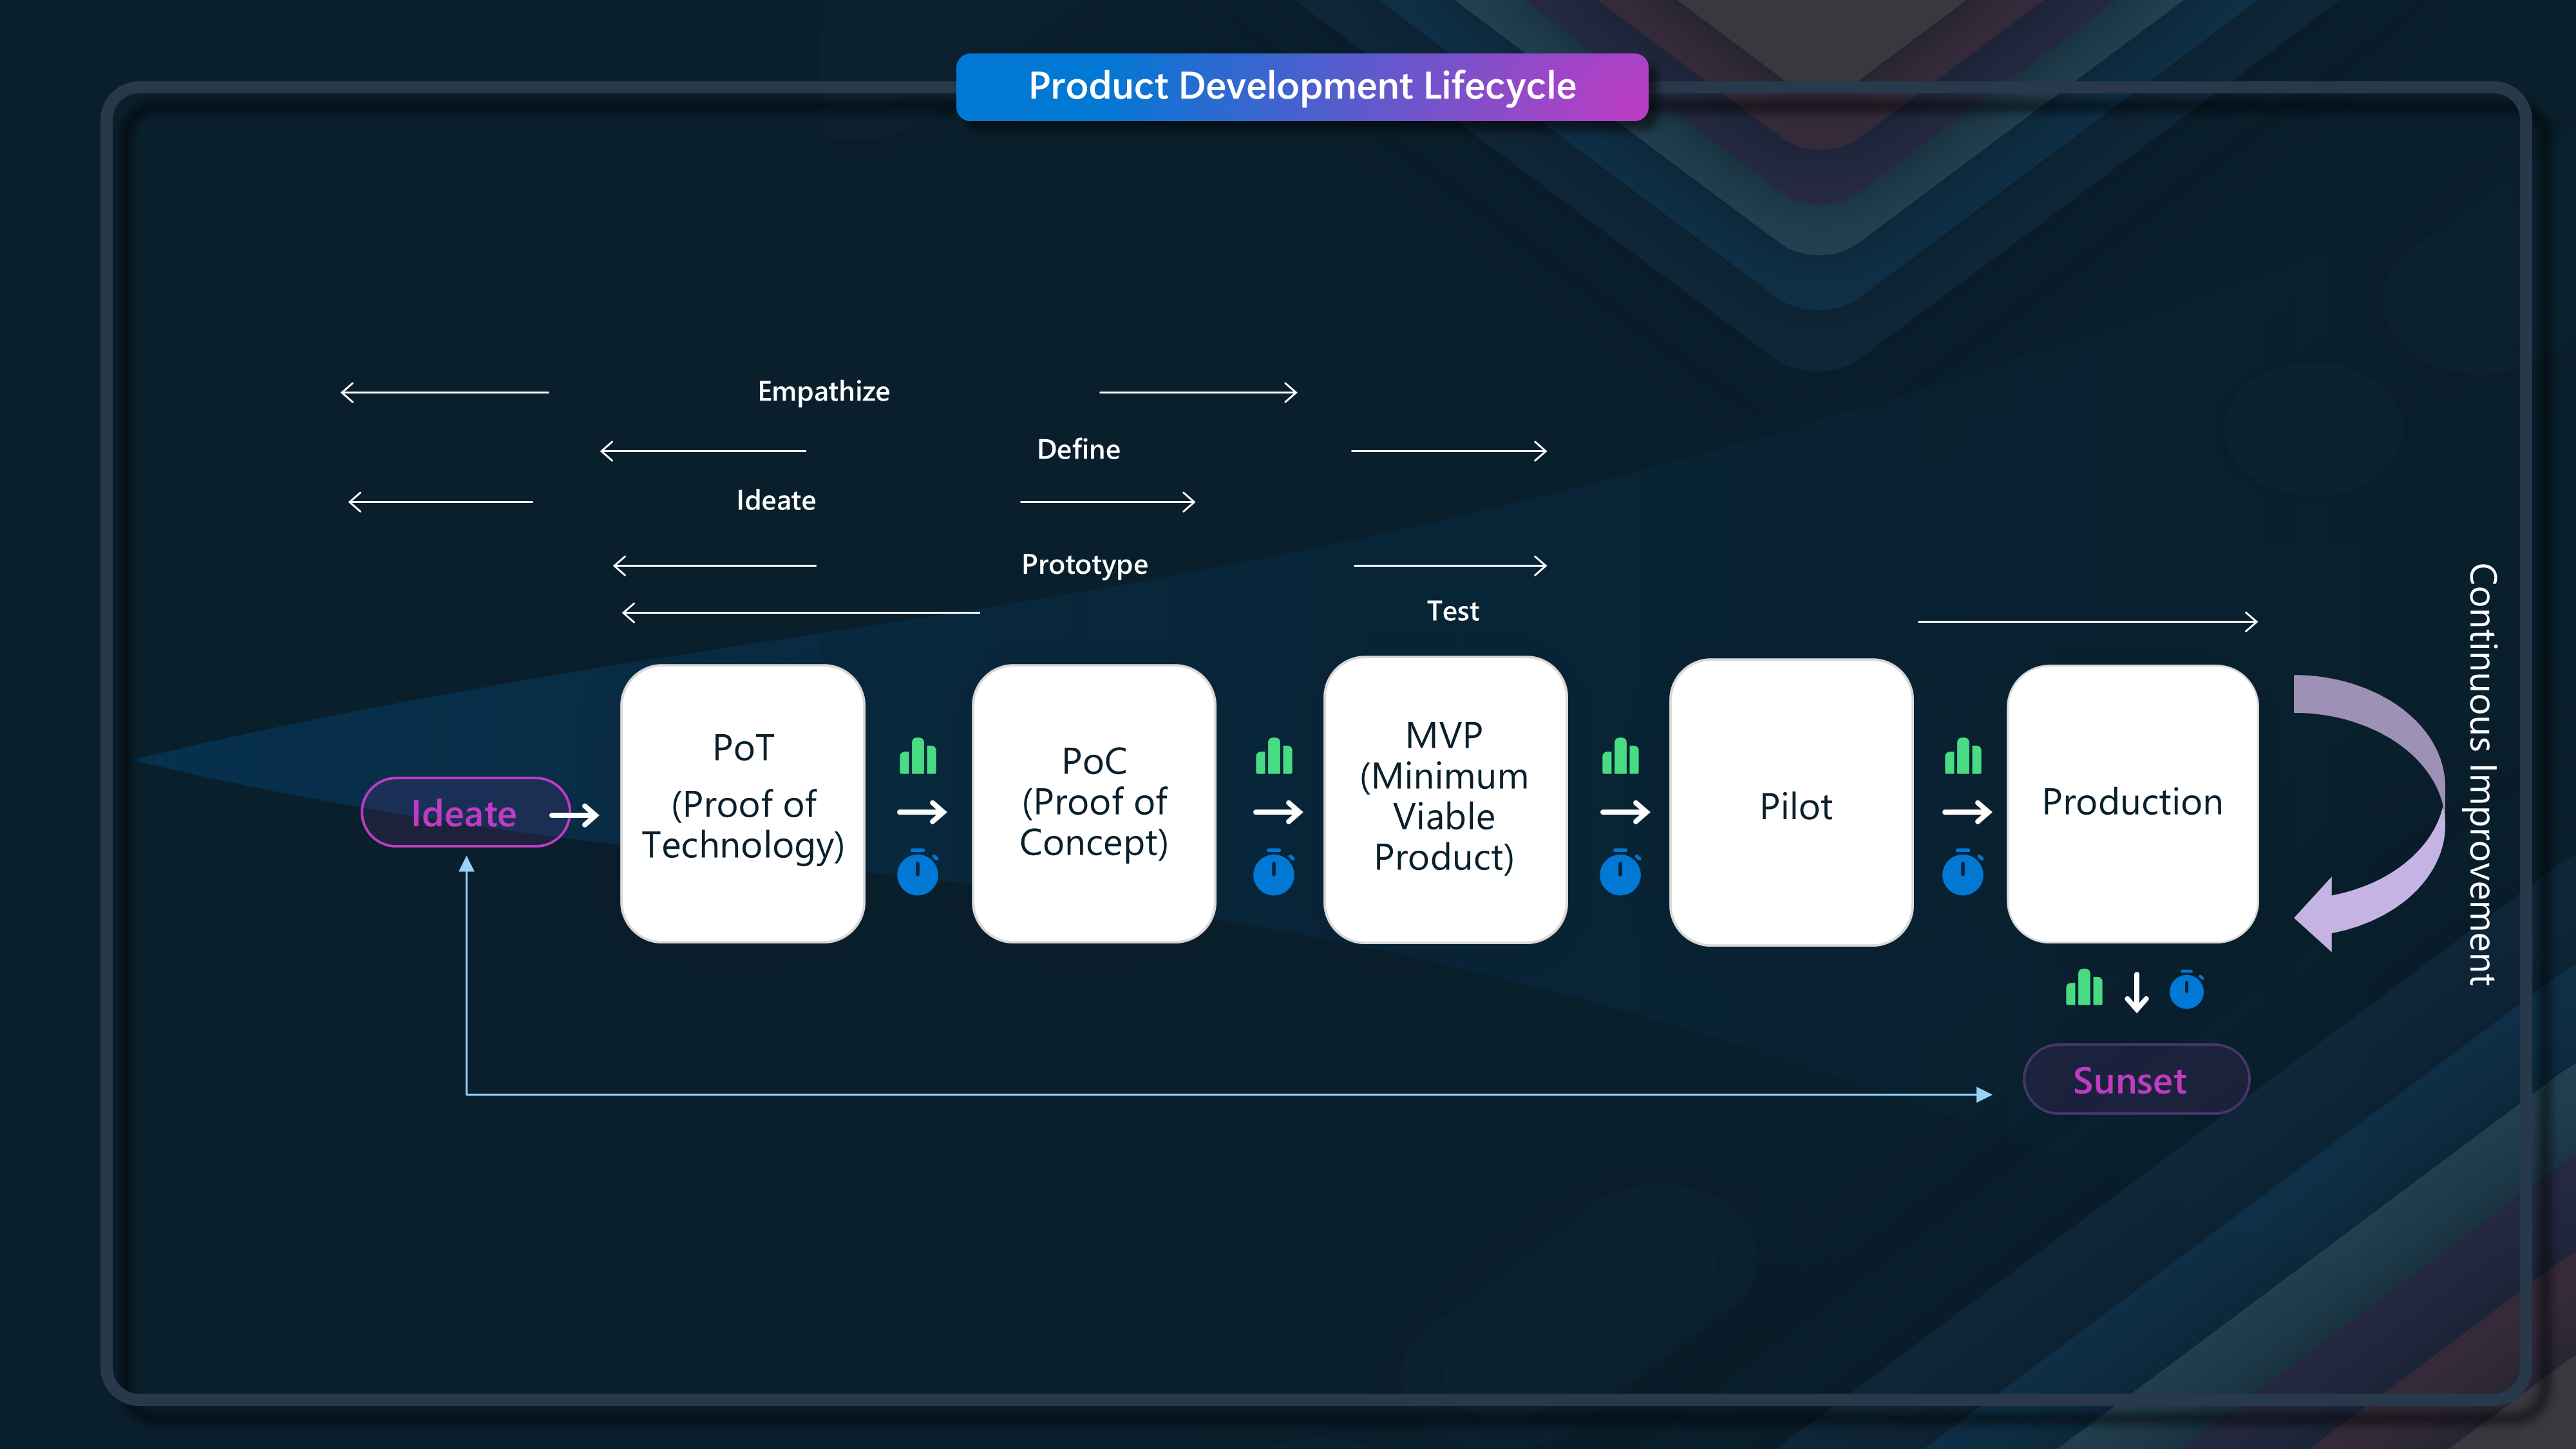 Product Development Lifecycle
Empathize
Define
Ideate
Prototype
Test
Ideate
PoT
(Proof of
Technology)
PoC
(Proof of
Concept)
MVP
(Minimum
Viable
Product)
Pilot
Production
Continuous Improvement
Sunset